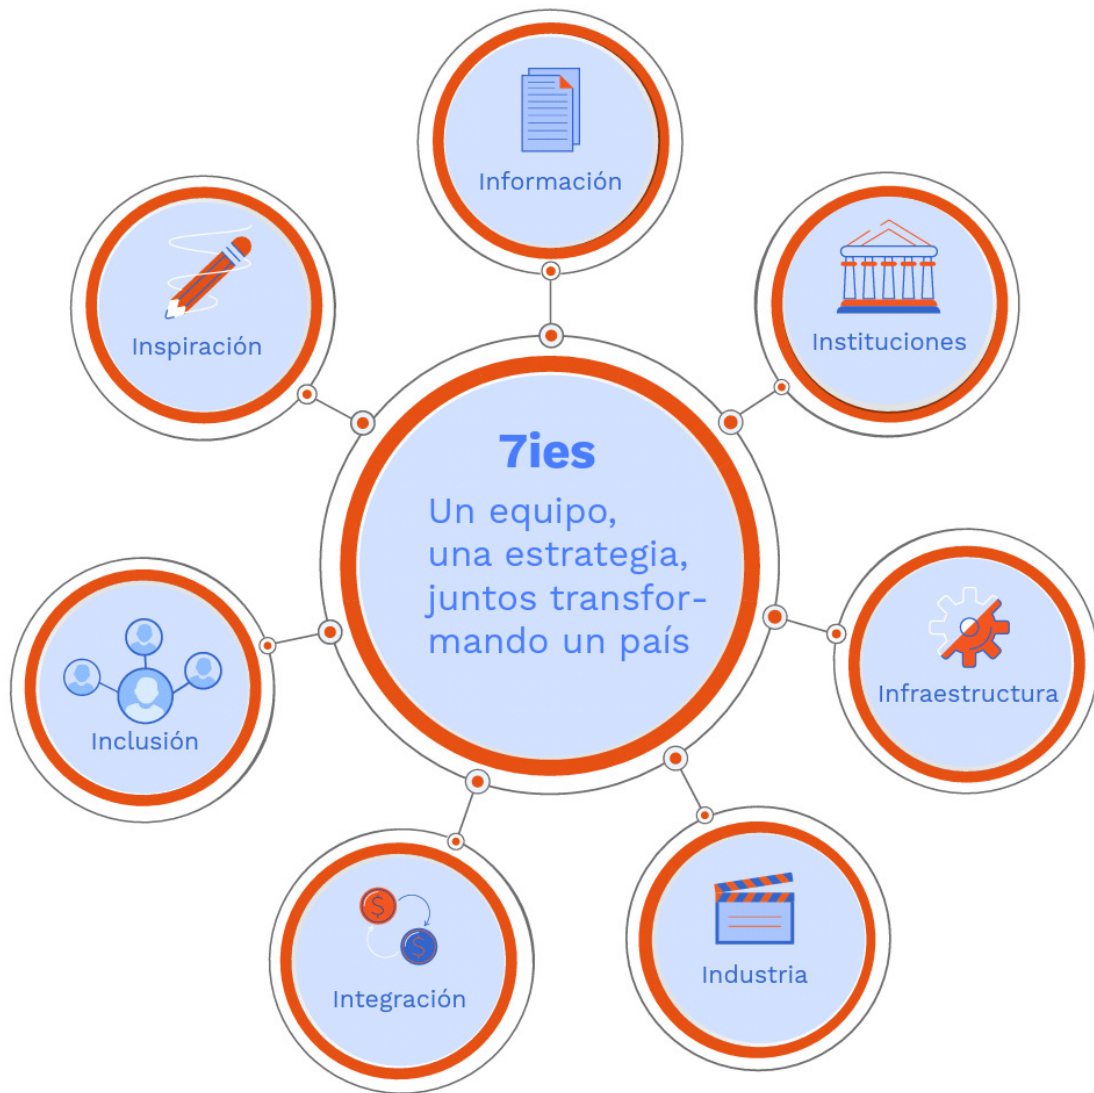 Información
Inspiración
Instituciones
7ies
Un equipo,
una estrategia,
juntos transfor-
mando un país
Infraestructura
Inclusión
Industria
Integración